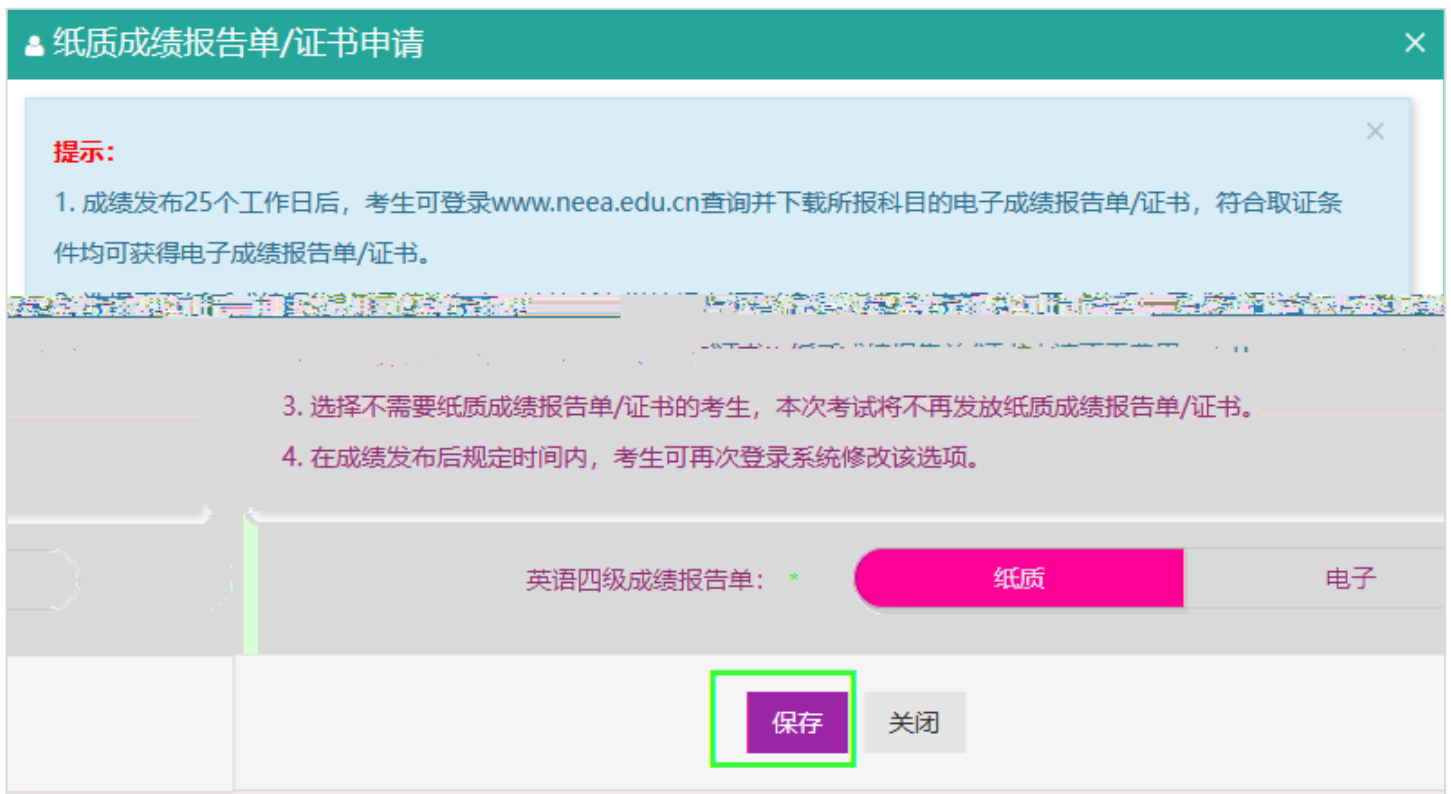 纸质成绩报告单/证书申请
提示：
1. 成绩发布25个工作日后，考生可登录www.neea.edu.cn查询并下载所报科目的电子成绩报告单/证书，符合取证条
件均可获得电子成绩报告单/证书。
3. 选择不需要纸质成绩报告单/证书的考生，本次考试将不再发放纸质成绩报告单/证书。
4. 在成绩发布后规定时间内，考生可再次登录系统修改该选项。
英语四级成绩报告单： * 纸质 电子
保存 关闭